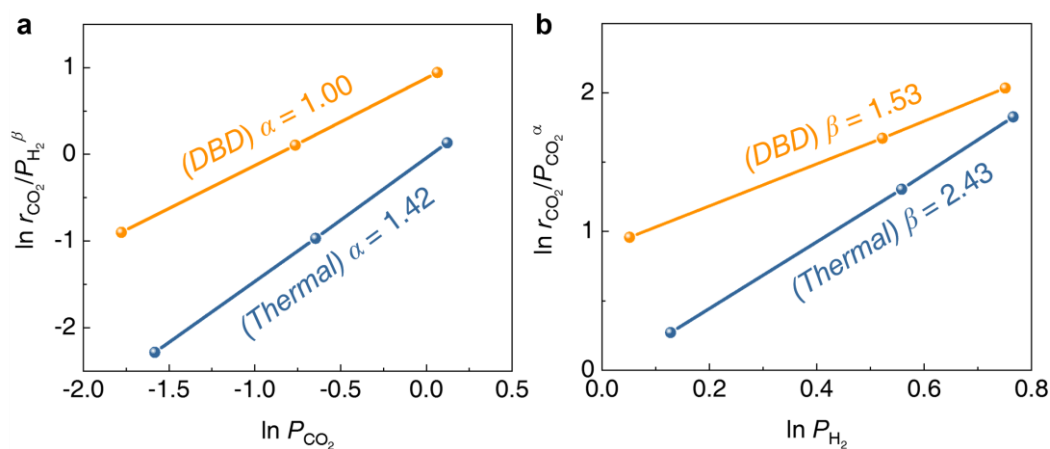 a
ln r_CO₂/P_H₂^β
1
0
-1
-2
(DBD) α = 1.00
(Thermal) α = 1.42
-2.0 -1.5 -1.0 -0.5 0.0 0.5
ln P_CO₂
b
ln r_CO₂/P_CO₂^α
2
1
0
(DBD) β = 1.53
(Thermal) β = 2.43
0.0 0.2 0.4 0.6 0.8
ln P_H₂